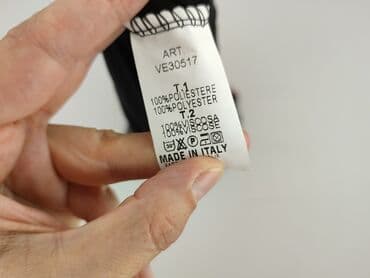 ART.
VE30517
T.1
100%POLIESTERE
100%POLYESTER
T.2
100%VISCOSA
100%VISCOSE
MADE IN ITALY